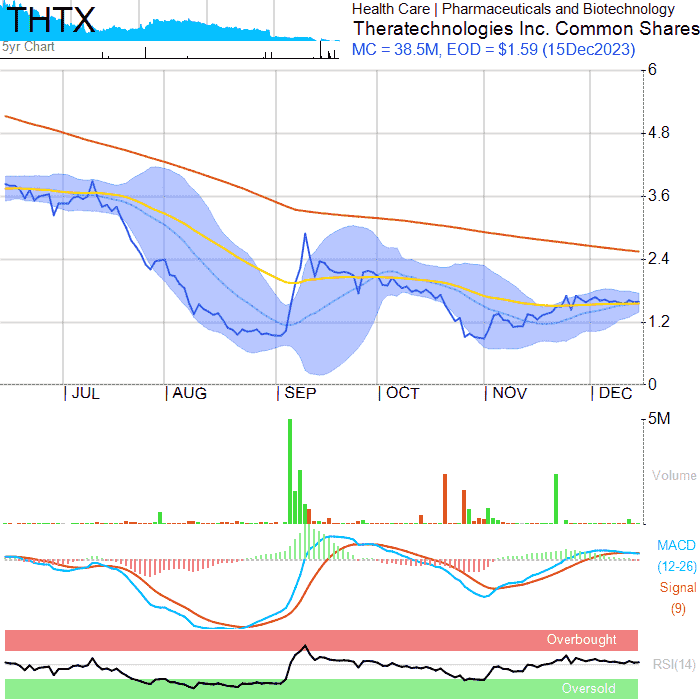 THTX
5yr Chart
Health Care | Pharmaceuticals and Biotechnology
Theratechnologies Inc. Common Shares
MC = 38.5M, EOD = $1.59 (15Dec2023)
6
4.8
3.6
2.4
1.2
0
JUL AUG SEP OCT NOV DEC
5M
Volume
MACD
(12-26)
Signal
(9)
Overbought
RSI(14)
Oversold